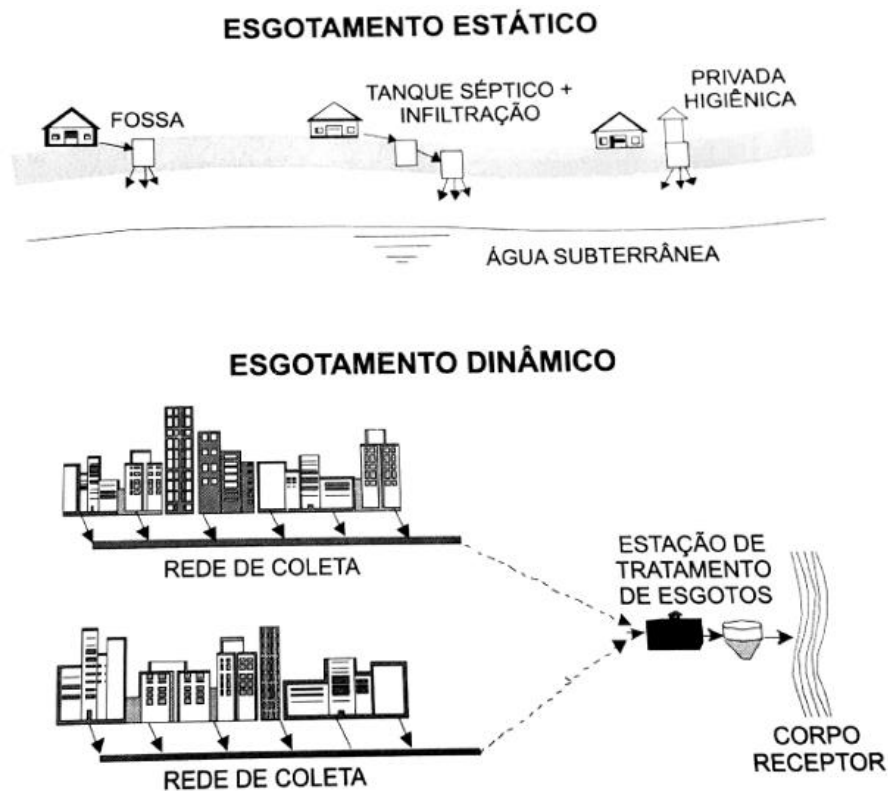 ESGOTAMENTO ESTÁTICO
FOSSA
TANQUE SÉPTICO +
INFILTRAÇÃO
PRIVADA
HIGIÊNICA
ÁGUA SUBTERRÂNEA
ESGOTAMENTO DINÂMICO
REDE DE COLETA
ESTAÇÃO DE
TRATAMENTO
DE ESGOTOS
REDE DE COLETA
CORPO
RECEPTOR